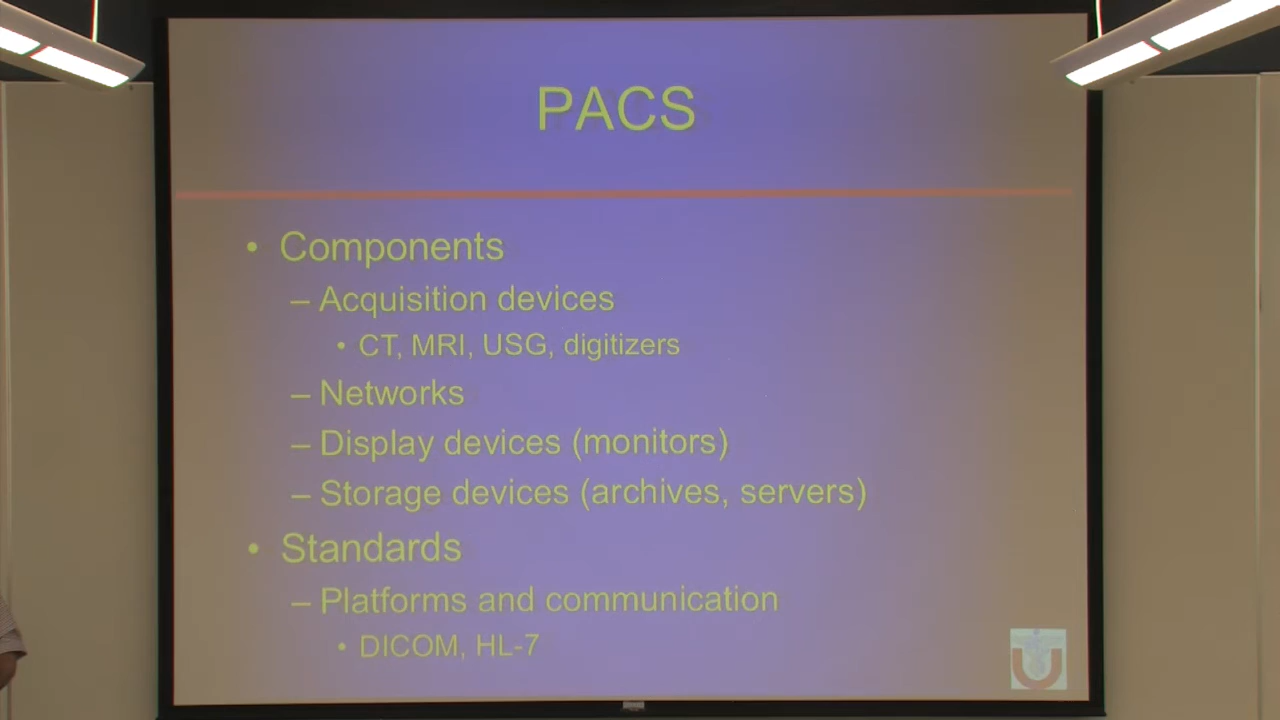 PACS
• Components
– Acquisition devices
• CT, MRI, USG, digitizers
– Networks
– Display devices (monitors)
– Storage devices (archives, servers)
• Standards
– Platforms and communication
• DICOM, HL-7